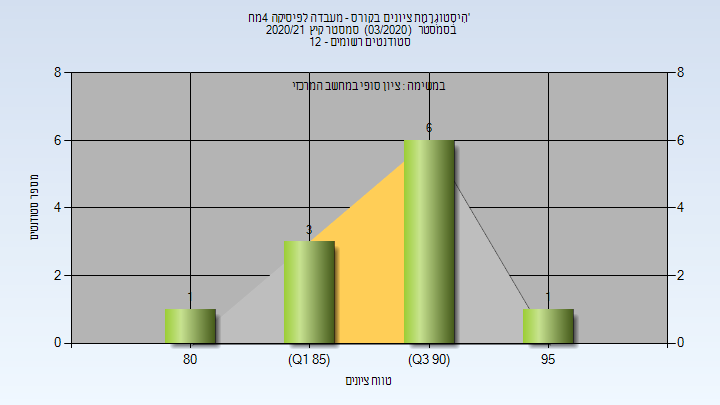 היסטוגרמת ציונים בקורס - מעבדה לפיסיקה 4מח'
בסמסטר (03/2020) סמסטר קיץ 2020/21
סטודנטים רשומים - 12
במשימה : ציון סופי במחשב המרכזי
8 8
6 6
4 4
2 2
0 0
1
3
6
1
80
(Q1 85)
(Q3 90)
95
מספר סטודנטים
טווח ציונים